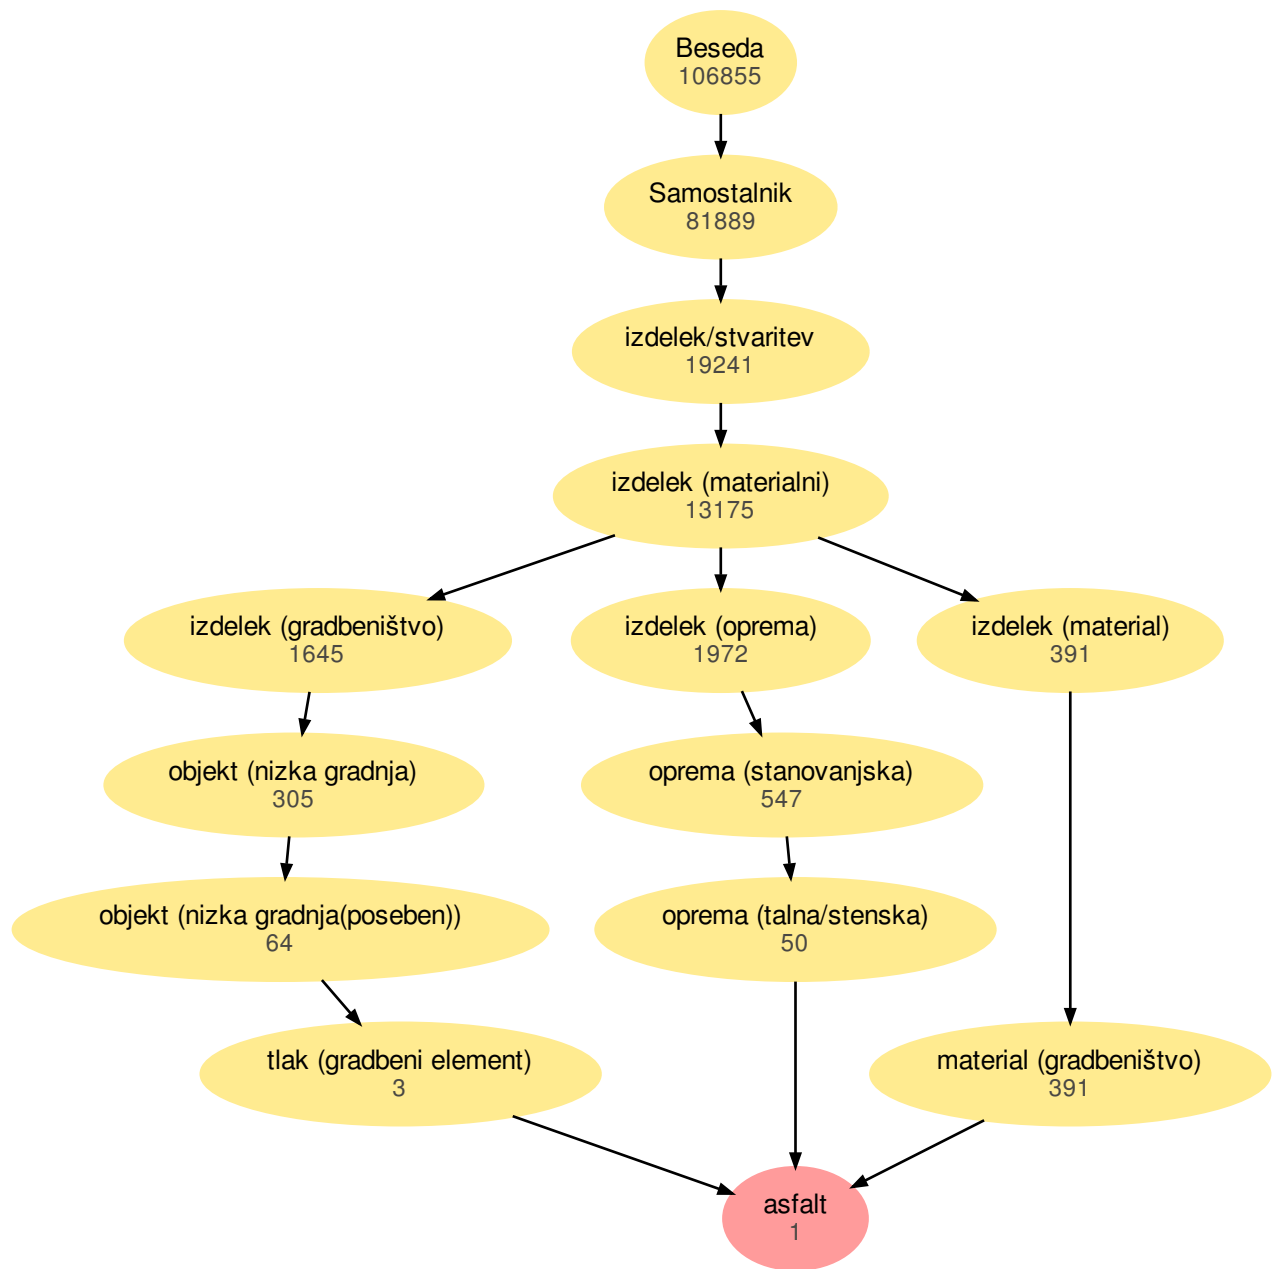 Beseda
106855
Samostalnik
81889
izdelek/stvaritev
19241
izdelek (materialni)
13175
izdelek (gradbeništvo)
1645
izdelek (oprema)
1972
izdelek (material)
391
objekt (nizka gradnja)
305
oprema (stanovanjska)
547
objekt (nizka gradnja(poseben))
64
oprema (talna/stenska)
50
tlak (gradbeni element)
3
material (gradbeništvo)
391
asfalt
1